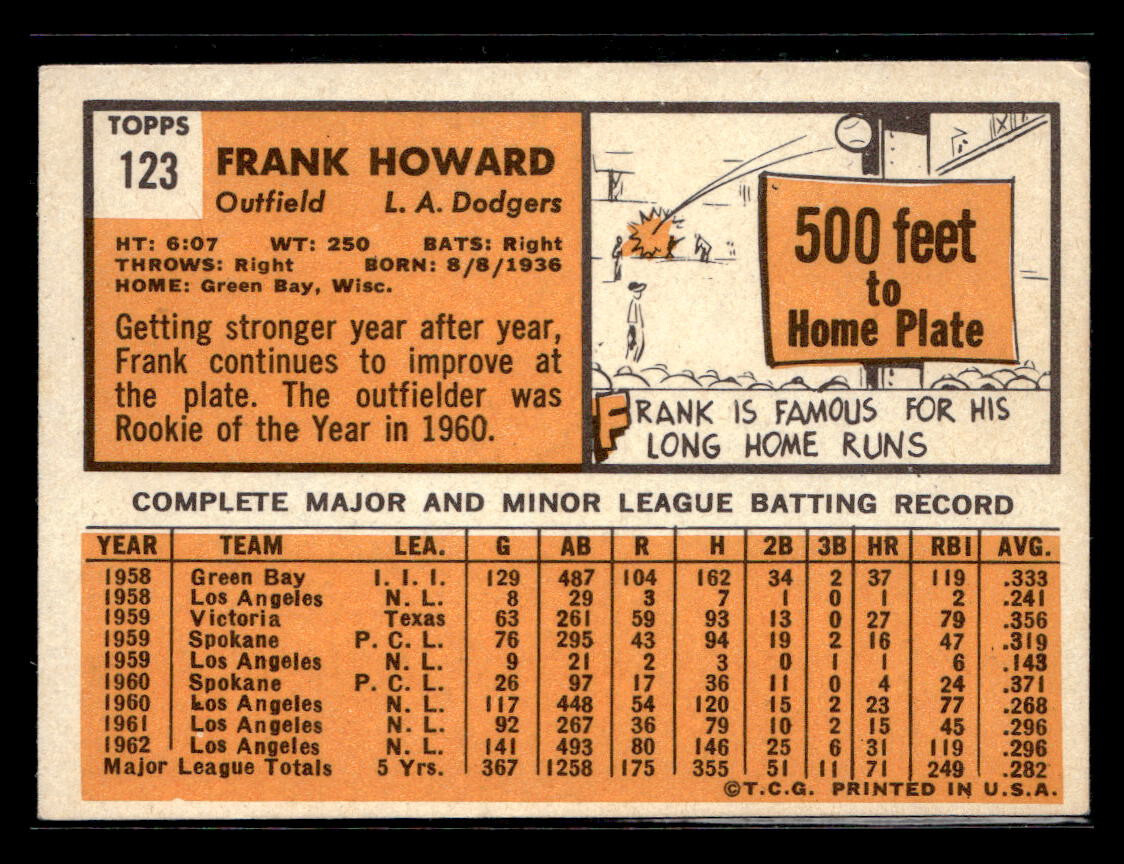 TOPPS
123
FRANK HOWARD
Outfield L. A. Dodgers
HT: 6:07 WT: 250 BATS: Right
THROWS: Right BORN: 8/8/1936
HOME: Green Bay, Wisc.
Getting stronger year after year,
Frank continues to improve at
the plate. The outfielder was
Rookie of the Year in 1960.
500 feet
to
Home Plate
FRANK IS FAMOUS FOR HIS
LONG HOME RUNS
COMPLETE MAJOR AND MINOR LEAGUE BATTING RECORD
YEAR TEAM LEA. G AB R H 2B 3B HR RBI AVG.
1958 Green Bay I. I. I. 129 487 104 162 34 2 37 119 .333
1958 Los Angeles N. L. 8 29 3 7 1 0 1 2 .241
1959 Victoria Texas 63 261 59 93 13 0 27 79 .356
1959 Spokane P. C. L. 76 295 43 94 19 2 16 47 .319
1959 Los Angeles N. L. 9 21 2 3 0 1 1 6 .143
1960 Spokane P. C. L. 26 97 17 36 11 0 4 24 .371
1960 Los Angeles N. L. 117 448 54 120 15 2 23 77 .268
1961 Los Angeles N. L. 92 267 36 79 10 2 15 45 .296
1962 Los Angeles N. L. 141 493 80 146 25 6 31 119 .296
Major League Totals 5 Yrs. 367 1258 175 355 51 11 71 249 .282
©T.C.G. PRINTED IN U.S.A.